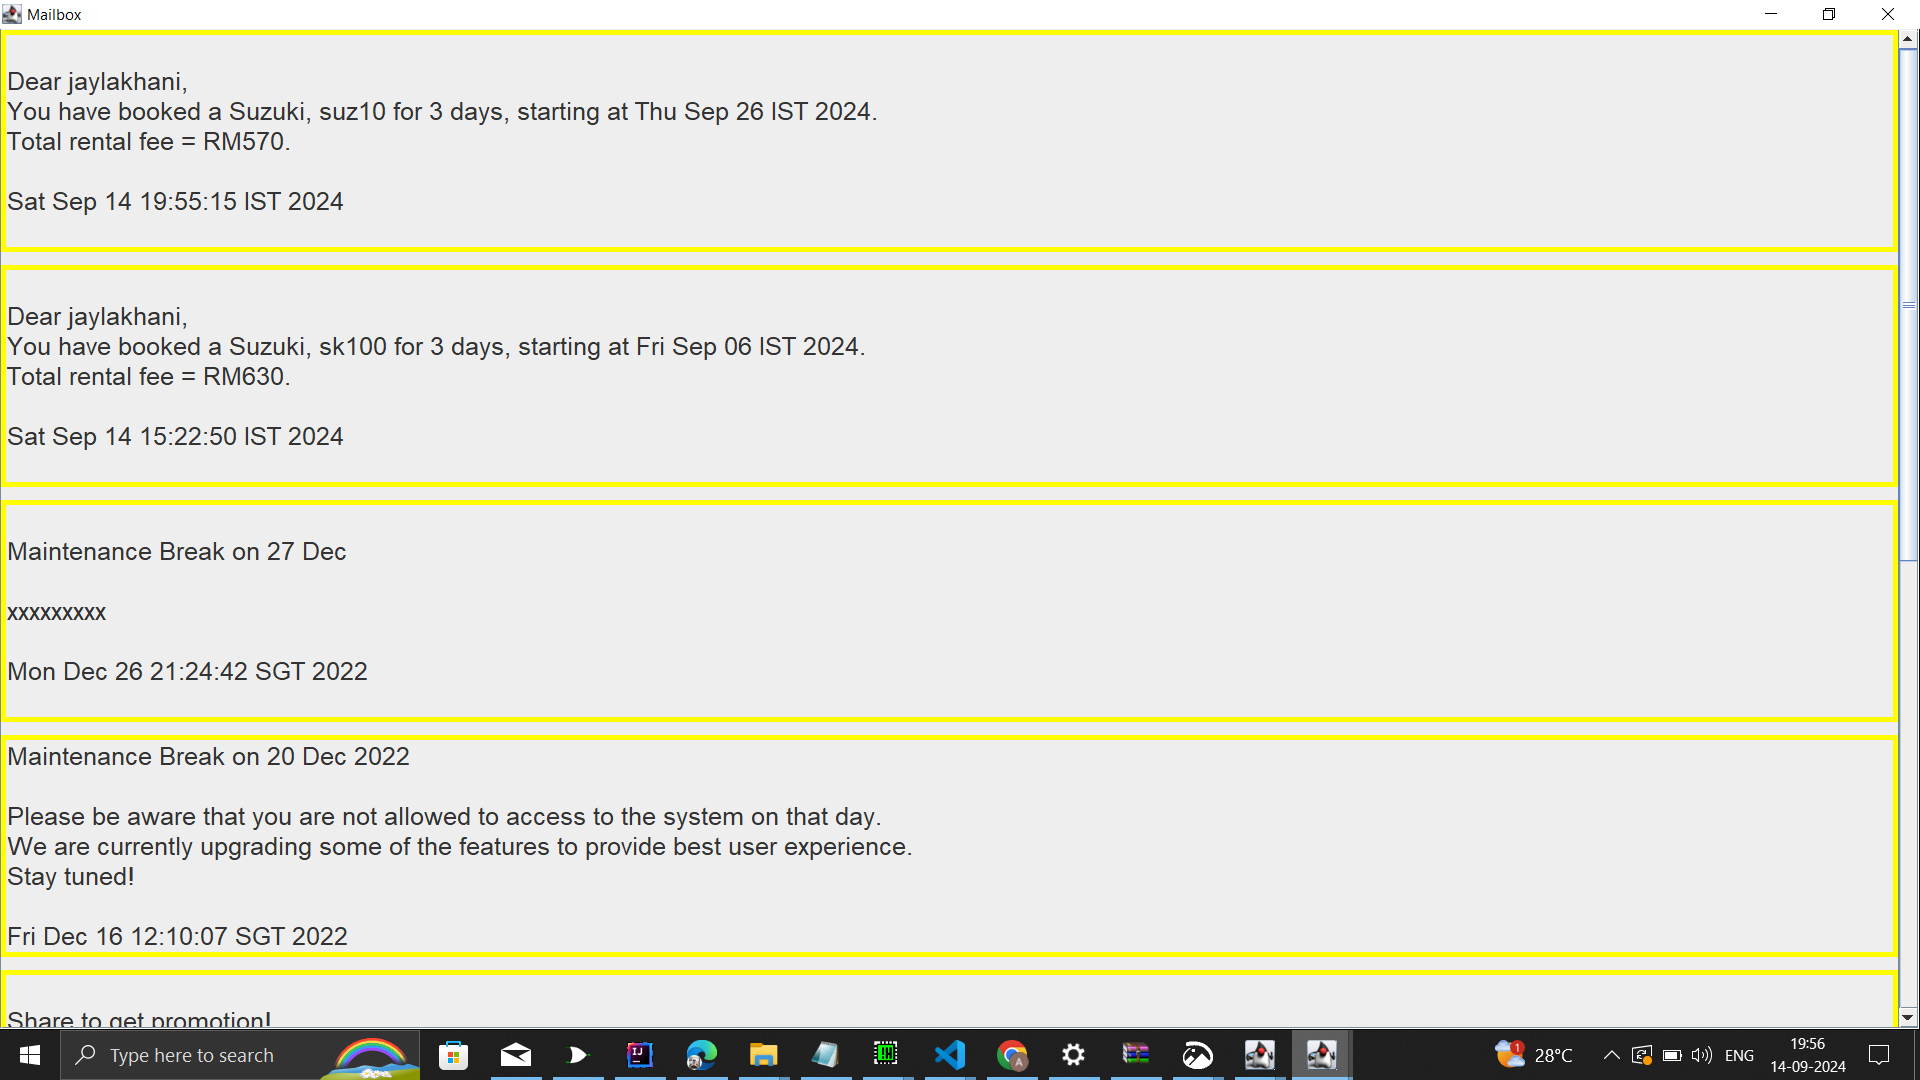 Mailbox
Dear jaylakhani,
You have booked a Suzuki, suz10 for 3 days, starting at Thu Sep 26 IST 2024.
Total rental fee = RM570.
Sat Sep 14 19:55:15 IST 2024
Dear jaylakhani,
You have booked a Suzuki, sk100 for 3 days, starting at Fri Sep 06 IST 2024.
Total rental fee = RM630.
Sat Sep 14 15:22:50 IST 2024
Maintenance Break on 27 Dec
xxxxxxxxx
Mon Dec 26 21:24:42 SGT 2022
Maintenance Break on 20 Dec 2022
Please be aware that you are not allowed to access to the system on that day.
We are currently upgrading some of the features to provide best user experience.
Stay tuned!
Fri Dec 16 12:10:07 SGT 2022
Share to get promotion!
Type here to search
IJ
A
1
28°C
ENG
19:56
14-09-2024